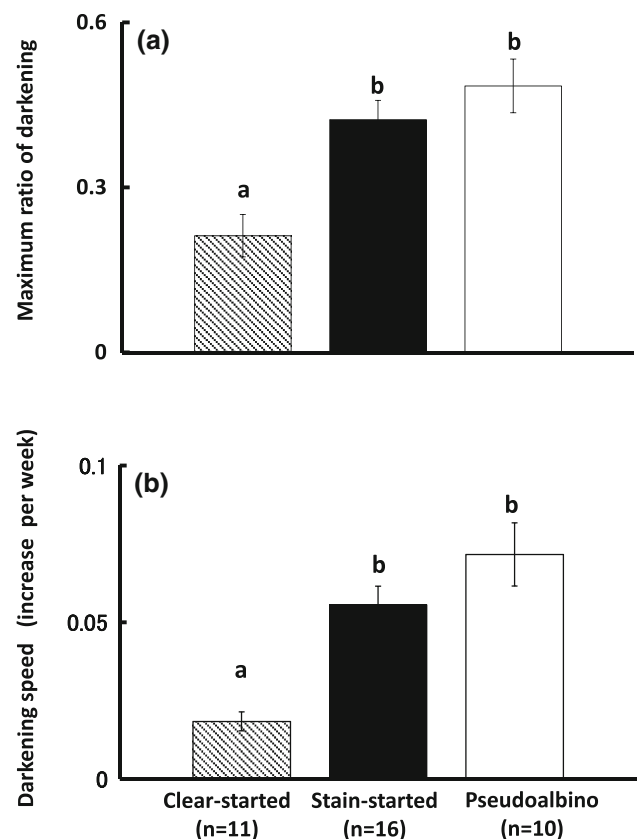 Maximum ratio of darkening
(a)
0.6
0.3
0
a
b
b
Darkening speed (increase per week)
(b)
0.1
0.05
0
a
b
b
Clear-started Stain-started Pseudoalbino
(n=11) (n=16) (n=10)